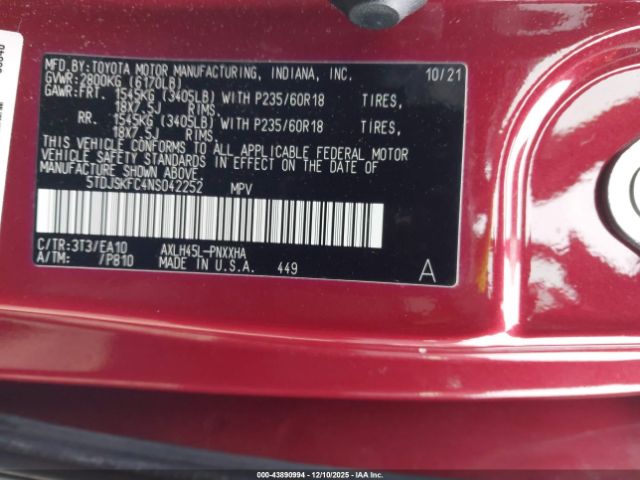 MFD.BY:TOYOTA MOTOR MANUFACTURING, INDIANA, INC. 10/21
GVWR:2800KG (6170LB)
GAWR:FRT. 1545KG (3405LB) WITH P235/60R18 TIRES,
18X7.5J RIMS
RR. 1545KG (3405LB) WITH P235/60R18 TIRES,
18X7.5J RIMS
THIS VEHICLE CONFORMS TO ALL APPLICABLE FEDERAL MOTOR
VEHICLE SAFETY STANDARDS IN EFFECT ON THE DATE OF
MANUFACTURE SHOWN ABOVE.
5TDJSKFC4NS042252 MPV
C/TR:3T3/EA10 AXLH45L-PNXXHA
A/TM: /P810 MADE IN U.S.A. 449 A
000-43890994 12/10/2025 IAAI.COM